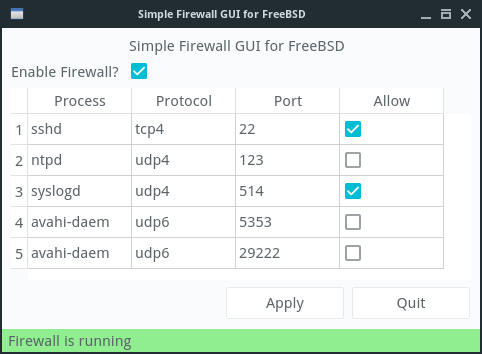 Simple Firewall GUI for FreeBSD
Simple Firewall GUI for FreeBSD
Enable Firewall?
Process Protocol Port Allow
1 sshd tcp4 22
2 ntpd udp4 123
3 syslogd udp4 514
4 avahi-daem udp6 5353
5 avahi-daem udp6 29222
Apply Quit
Firewall is running